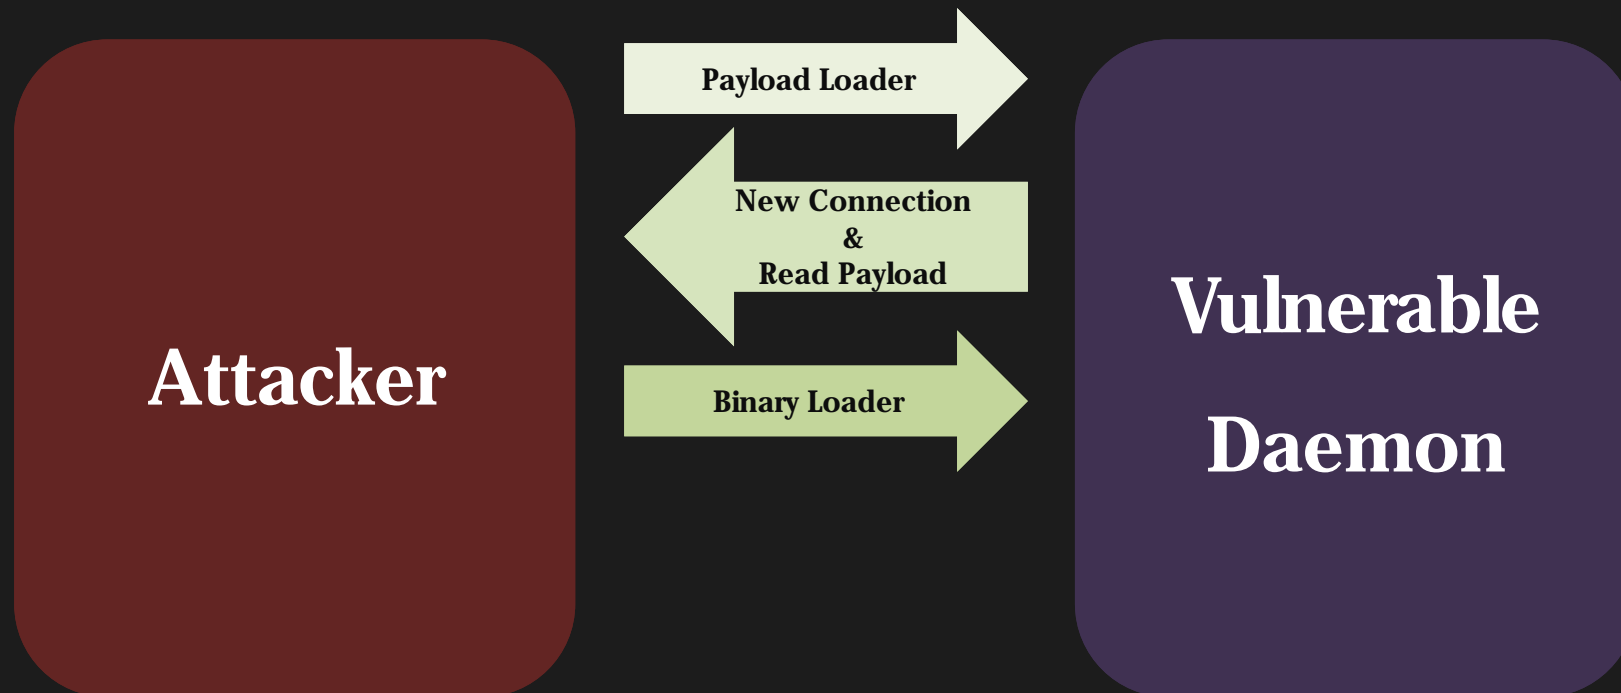 Payload Loader
New Connection
&
Read Payload
Binary Loader
Attacker
Vulnerable
Daemon